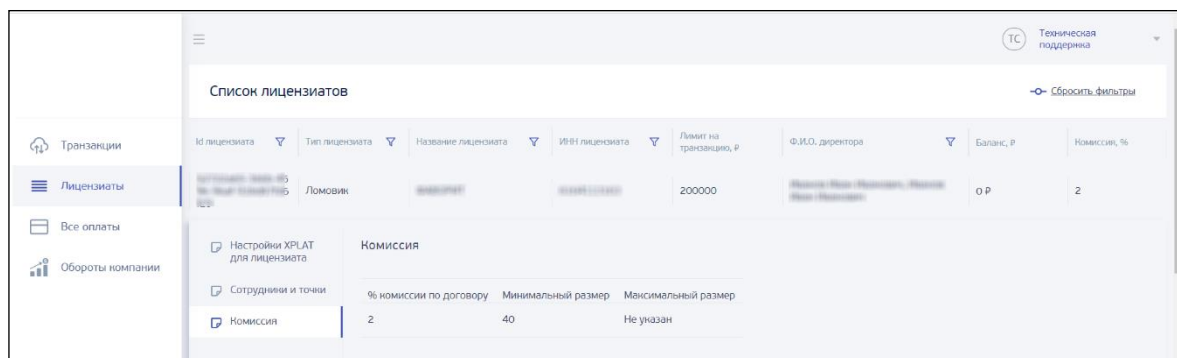 ТС
Техническая
поддержка
Список лицензиатов
Сбросить фильтры
Транзакции
Лицензиаты
Все оплаты
Обороты компании
Id лицензиата
Тип лицензиата
Название лицензиата
ИНН лицензиата
Лимит на
транзакцию, ₽
Ф.И.О. директора
Баланс, ₽
Комиссия, %
Ломовик
200000
0 ₽
2
Настройки XPLAT
для лицензиата
Сотрудники и точки
Комиссия
Комиссия
% комиссии по договору
Минимальный размер
Максимальный размер
2
40
Не указан